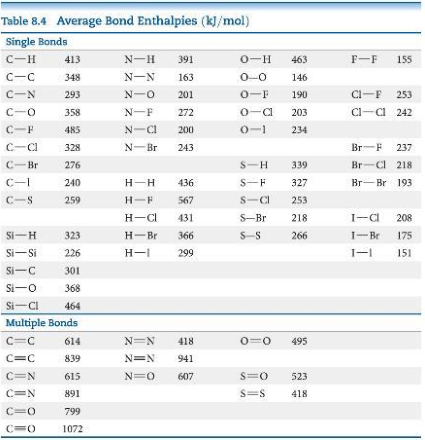 Table 8.4 Average Bond Enthalpies (kJ/mol)
Single Bonds
C—H 413 N—H 391 O—H 463 F—F 155
C—C 348 N—N 163 O—O 146
C—N 293 N—O 201 O—F 190 Cl—F 253
C—O 358 N—F 272 O—Cl 203 Cl—Cl 242
C—F 485 N—Cl 200 O—I 234
C—Cl 328 N—Br 243 Br—F 237
C—Br 276 S—H 339 Br—Cl 218
C—I 240 H—H 436 S—F 327 Br—Br 193
C—S 259 H—F 567 S—Cl 253
H—Cl 431 S—Br 218 I—Cl 208
Si—H 323 H—Br 366 S—S 266 I—Br 175
Si—Si 226 H—I 299 I—I 151
Si—C 301
Si—O 368
Si—Cl 464
Multiple Bonds
C=C 614 N=N 418 O=O 495
C≡C 839 N≡N 941
C=N 615 N=O 607 S=O 523
C≡N 891 S=S 418
C=O 799
C≡O 1072